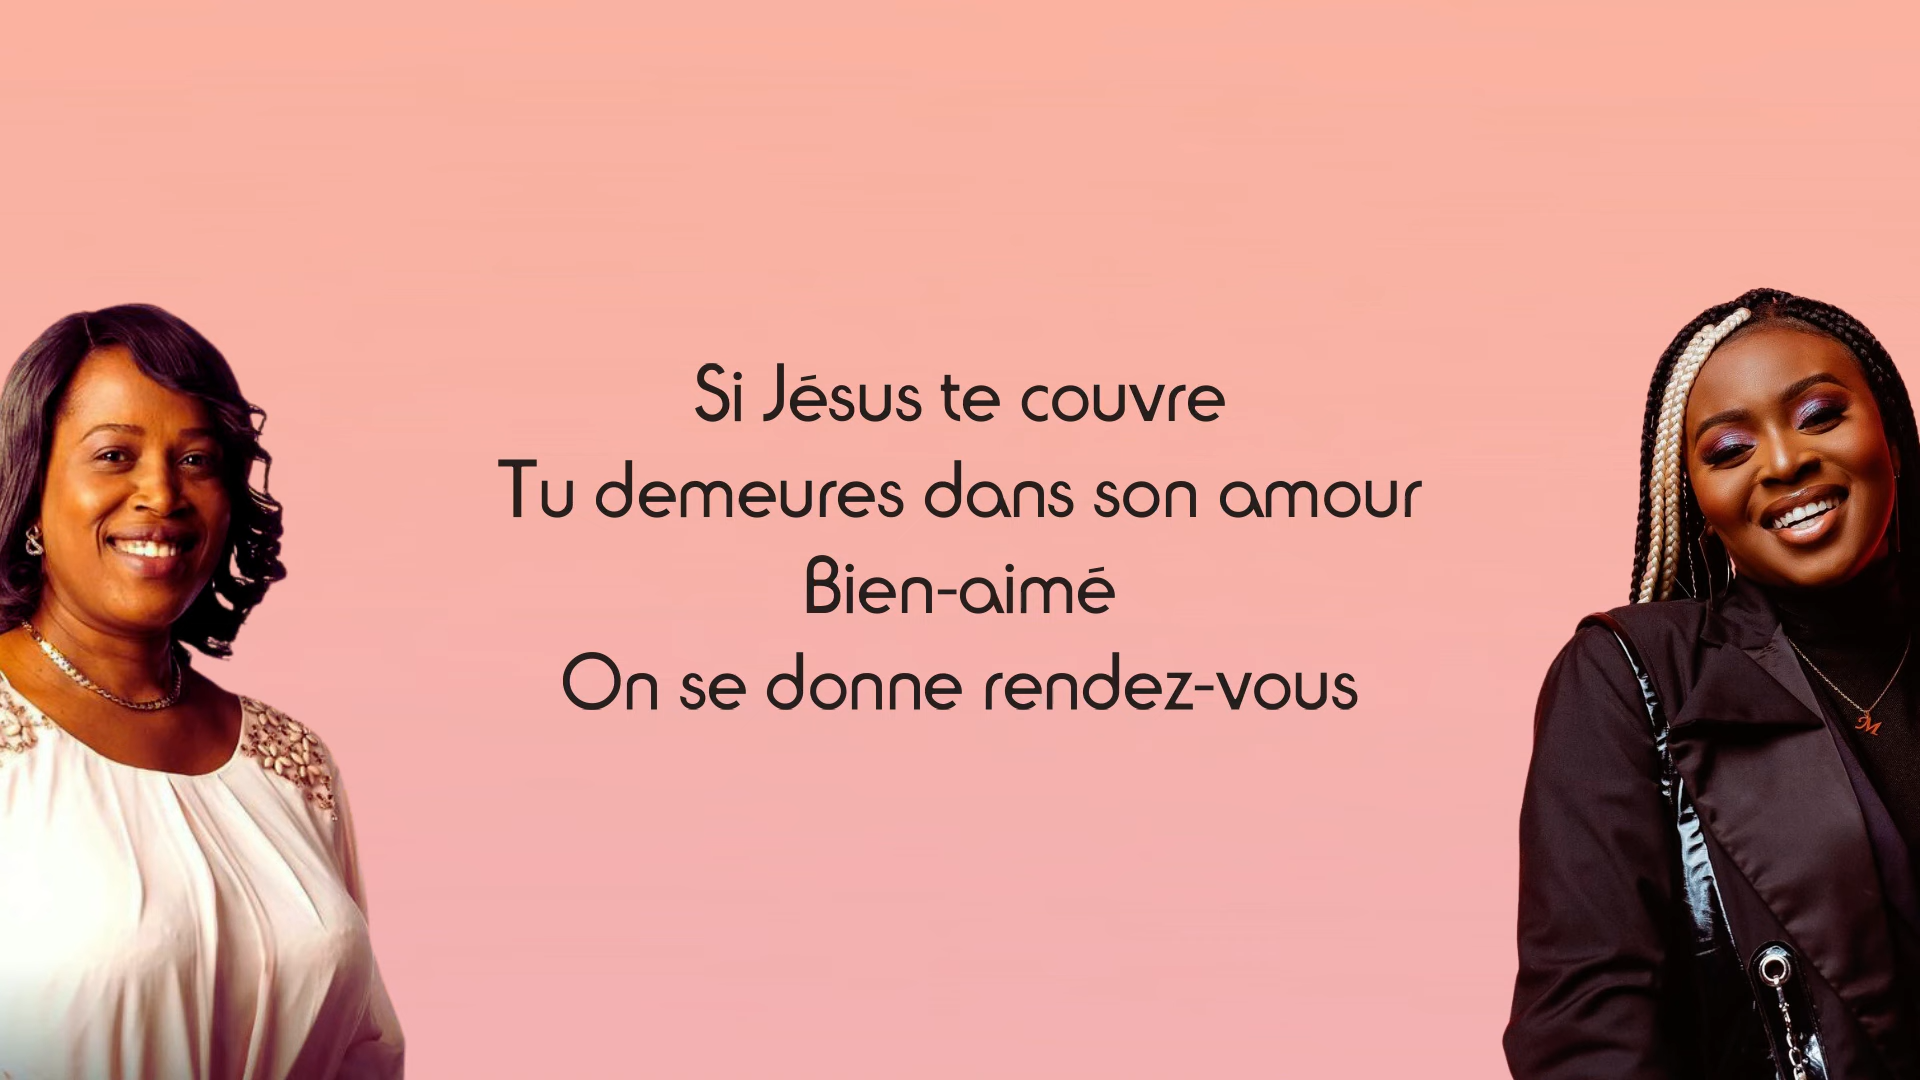 Si Jésus te couvre
Tu demeures dans son amour
Bien-aimé
On se donne rendez-vous
M